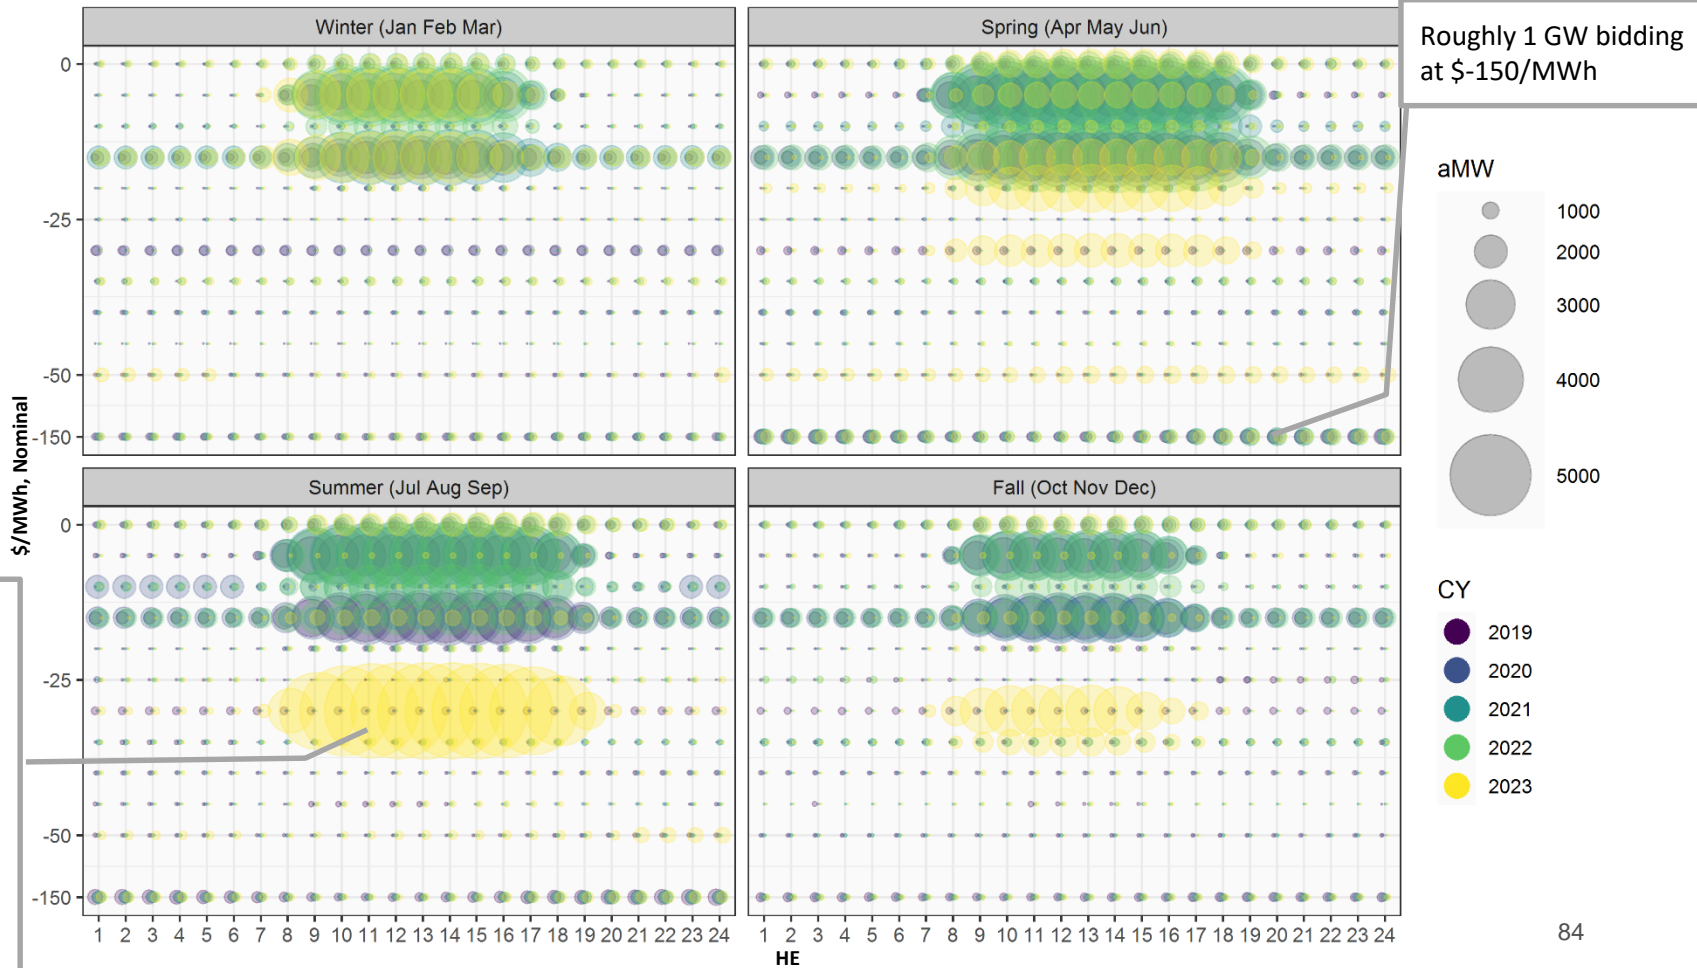 Winter (Jan Feb Mar)
Spring (Apr May Jun)
Roughly 1 GW bidding
at $-150/MWh
0
-25
-50
-150
$/MWh, Nominal
Summer (Jul Aug Sep)
Fall (Oct Nov Dec)
0
-25
-50
-150
1 2 3 4 5 6 7 8 9 10 11 12 13 14 15 16 17 18 19 20 21 22 23 24
1 2 3 4 5 6 7 8 9 10 11 12 13 14 15 16 17 18 19 20 21 22 23 24
HE
aMW
1000
2000
3000
4000
5000
CY
2019
2020
2021
2022
2023
84